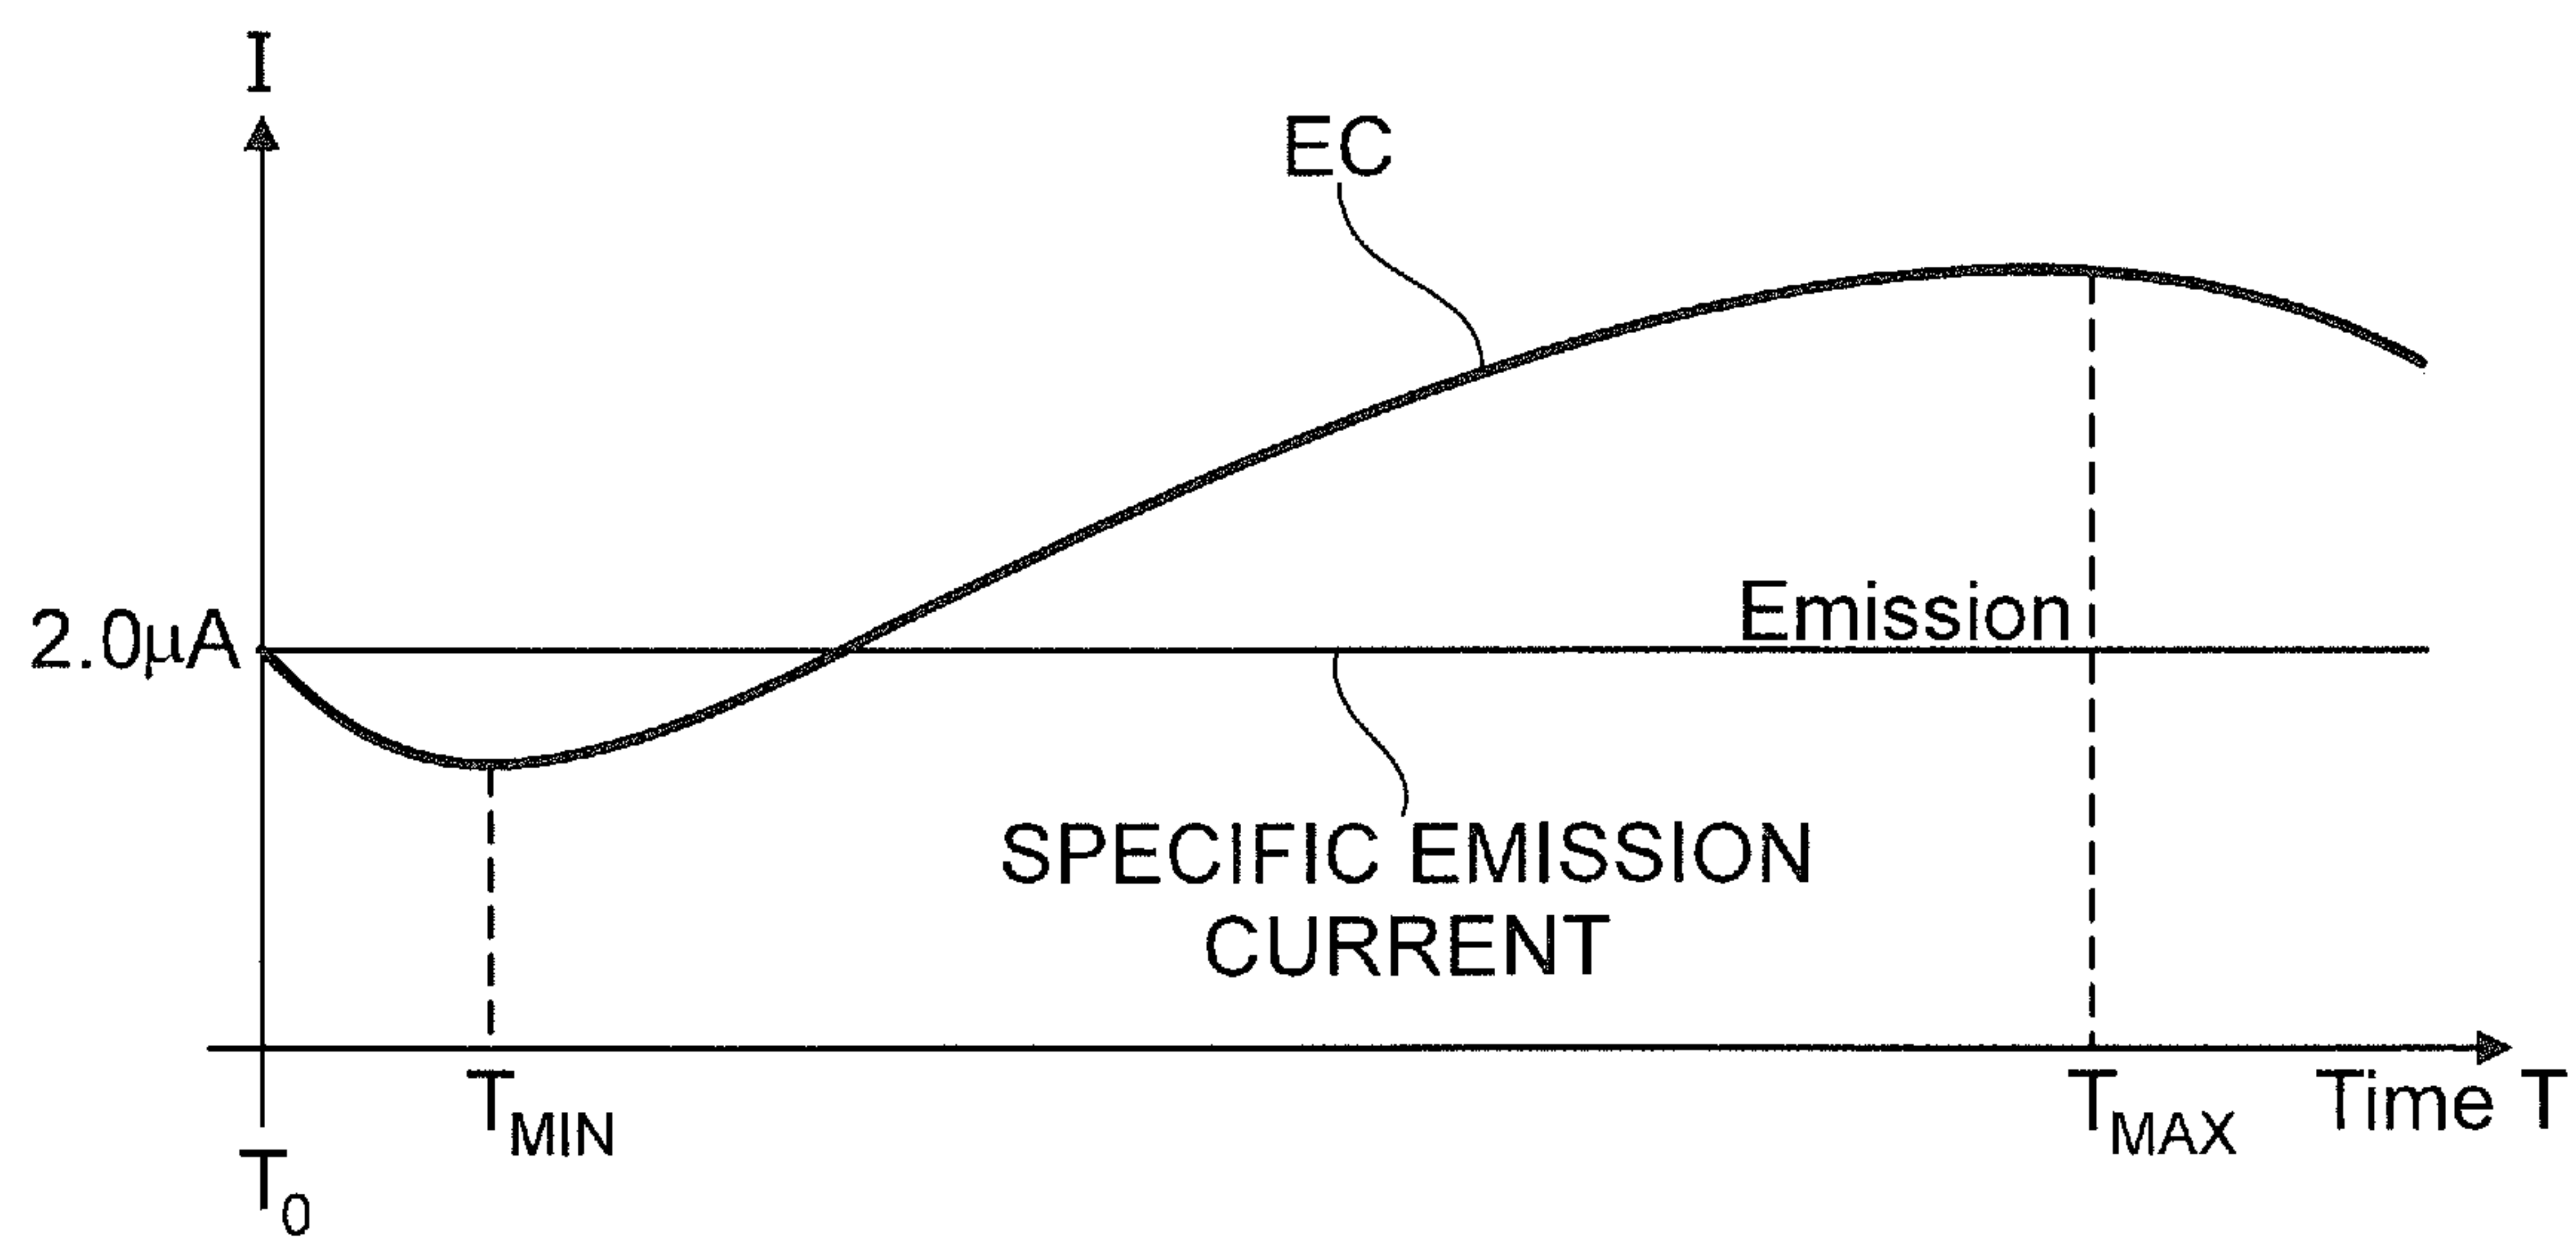 I
EC
Emission
2.0μA
SPECIFIC EMISSION
CURRENT
TMIN
TMAX
Time T
T0